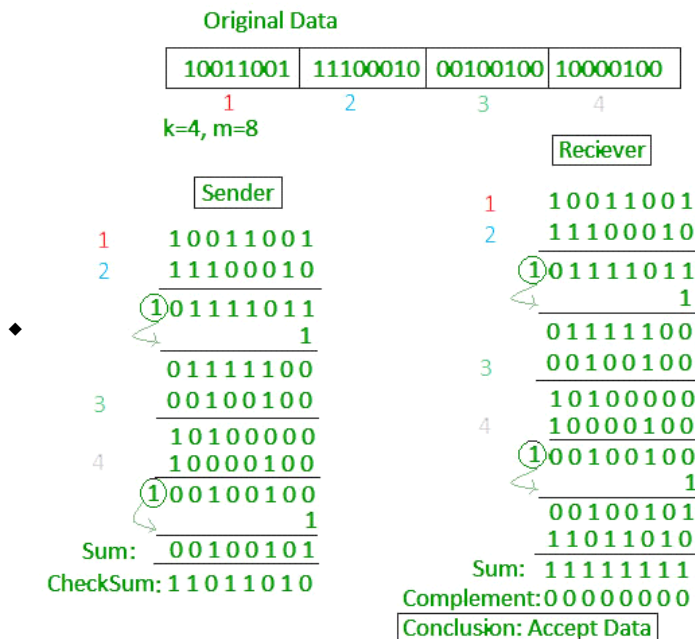 Original Data
10011001 11100010 00100100 10000100
1 2 3 4
k=4, m=8
Sender
1 10011001
2 11100010
1 01111011
1
01111100
3 00100100
10100000
4 10000100
1 00100100
1
Sum: 00100101
CheckSum: 11011010
Reciever
1 10011001
2 11100010
1 01111011
1
01111100
3 00100100
10100000
4 10000100
1 00100100
1
00100101
11011010
Sum: 11111111
Complement: 00000000
Conclusion: Accept Data